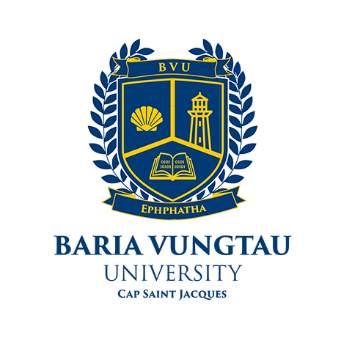 BVU
EPHPHATHA
BARIA VUNGTAU
UNIVERSITY
CAP SAINT JACQUES